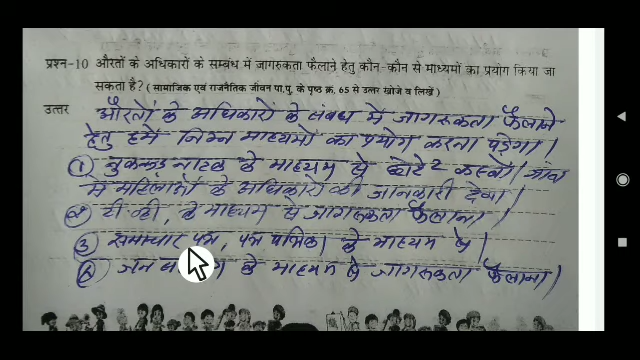 प्रश्न-10 औरतों के अधिकारों के सम्बंध में जागरुकता फैलाने हेतु कौन-कौन से माध्यमों का प्रयोग किया जा
सकता है? (सामाजिक एवं राजनैतिक जीवन पा.पु. के पृष्ठ क्र. 65 से उत्तर खोजे व लिखें)
उत्तर औरतों के अधिकारों के संबंध में जागरूकता फैलाने
हेतु हमें निम्न माध्यमों का प्रयोग करना पड़ेगा।
① नुक्कड़ नाटक के माध्यम से छोटे 2 कस्बों / गांव
में महिलाओं के अधिकारों की जानकारी देना।
② टी.व्ही. के माध्यम से जागरूकता फैलाना।
③ समाचार पत्र, पत्र पत्रिका के माध्यम से।
④ जन के माध्यम से जागरूकता फैलाना।